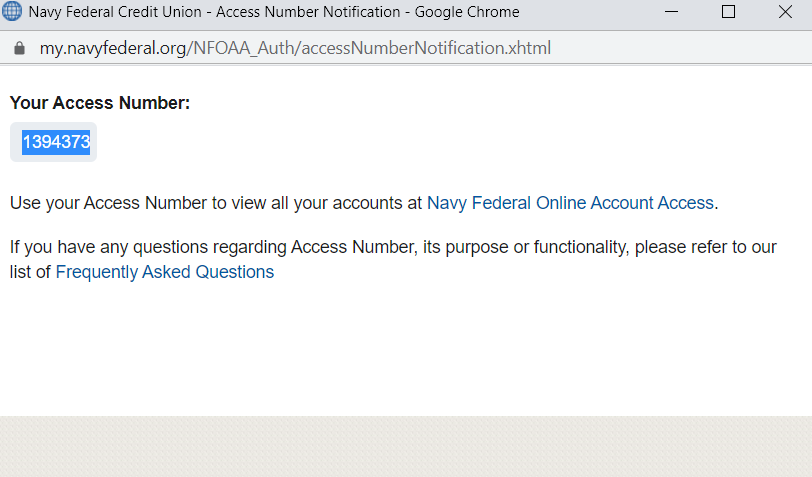 Navy Federal Credit Union - Access Number Notification - Google Chrome
my.navyfederal.org/NFOAA_Auth/accessNumberNotification.xhtml
Your Access Number:
1394373
Use your Access Number to view all your accounts at Navy Federal Online Account Access.
If you have any questions regarding Access Number, its purpose or functionality, please refer to our
list of Frequently Asked Questions